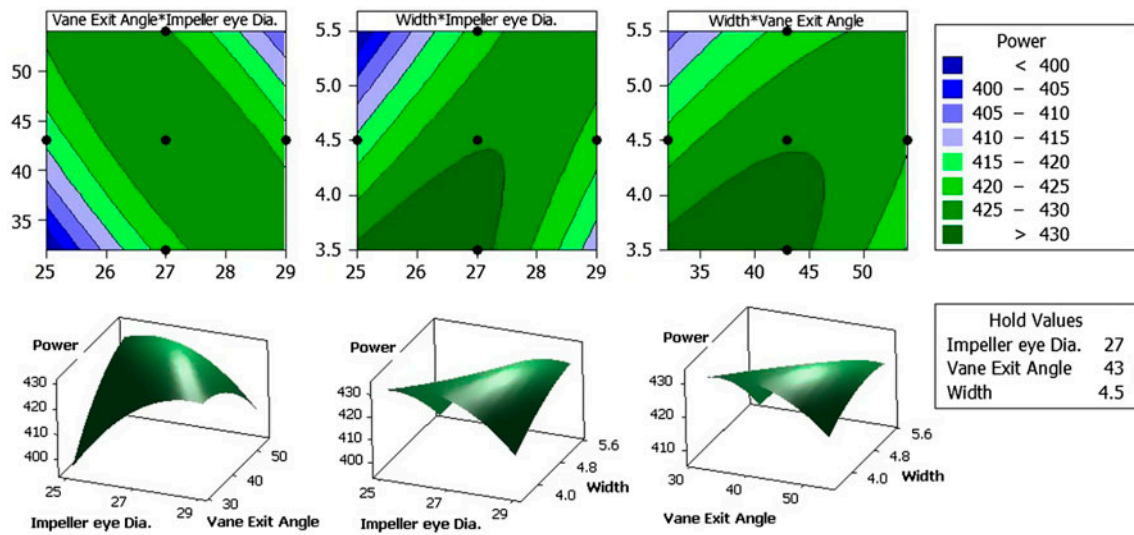 Vane Exit Angle*Impeller eye Dia.
50
45
40
35
25 26 27 28 29
Width*Impeller eye Dia.
5.5
5.0
4.5
4.0
3.5
25 26 27 28 29
Width*Vane Exit Angle
5.5
5.0
4.5
4.0
3.5
35 40 45 50
Power
< 400
400 – 405
405 – 410
410 – 415
415 – 420
420 – 425
425 – 430
> 430
Power
430
420
410
400
25
27
29
Impeller eye Dia.
30
40
50
Vane Exit Angle
Power
430
420
410
400
25
27
29
Impeller eye Dia.
4.0
4.8
5.6
Width
Power
430
420
410
30
40
50
Vane Exit Angle
4.0
4.8
5.6
Width
Hold Values
Impeller eye Dia. 27
Vane Exit Angle 43
Width 4.5